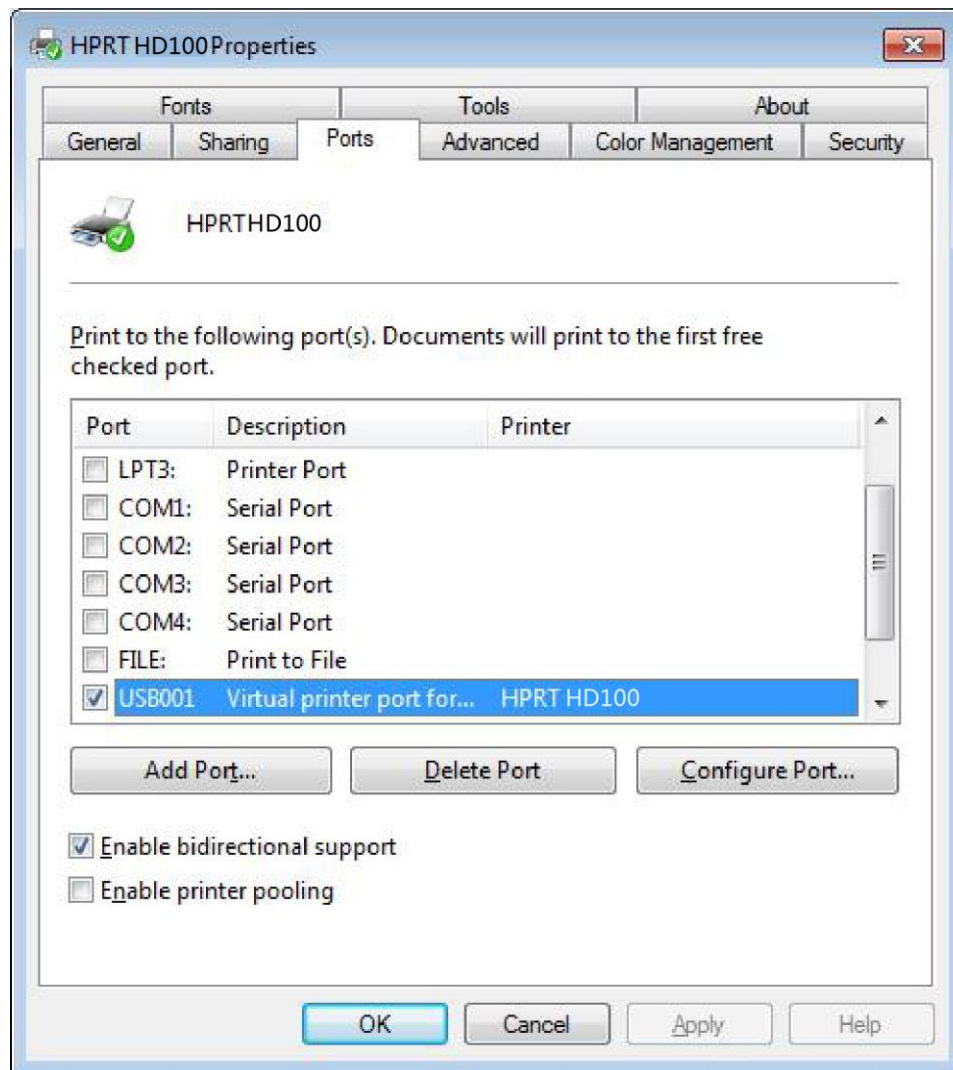 HPRT HD100 Properties
Fonts Tools About
General Sharing Ports Advanced Color Management Security
HPRTHD100
Print to the following port(s). Documents will print to the first free
checked port.
Port Description Printer
LPT3: Printer Port
COM1: Serial Port
COM2: Serial Port
COM3: Serial Port
COM4: Serial Port
FILE: Print to File
USB001 Virtual printer port for... HPRT HD100
Add Port... Delete Port Configure Port...
Enable bidirectional support
Enable printer pooling
OK Cancel Apply Help